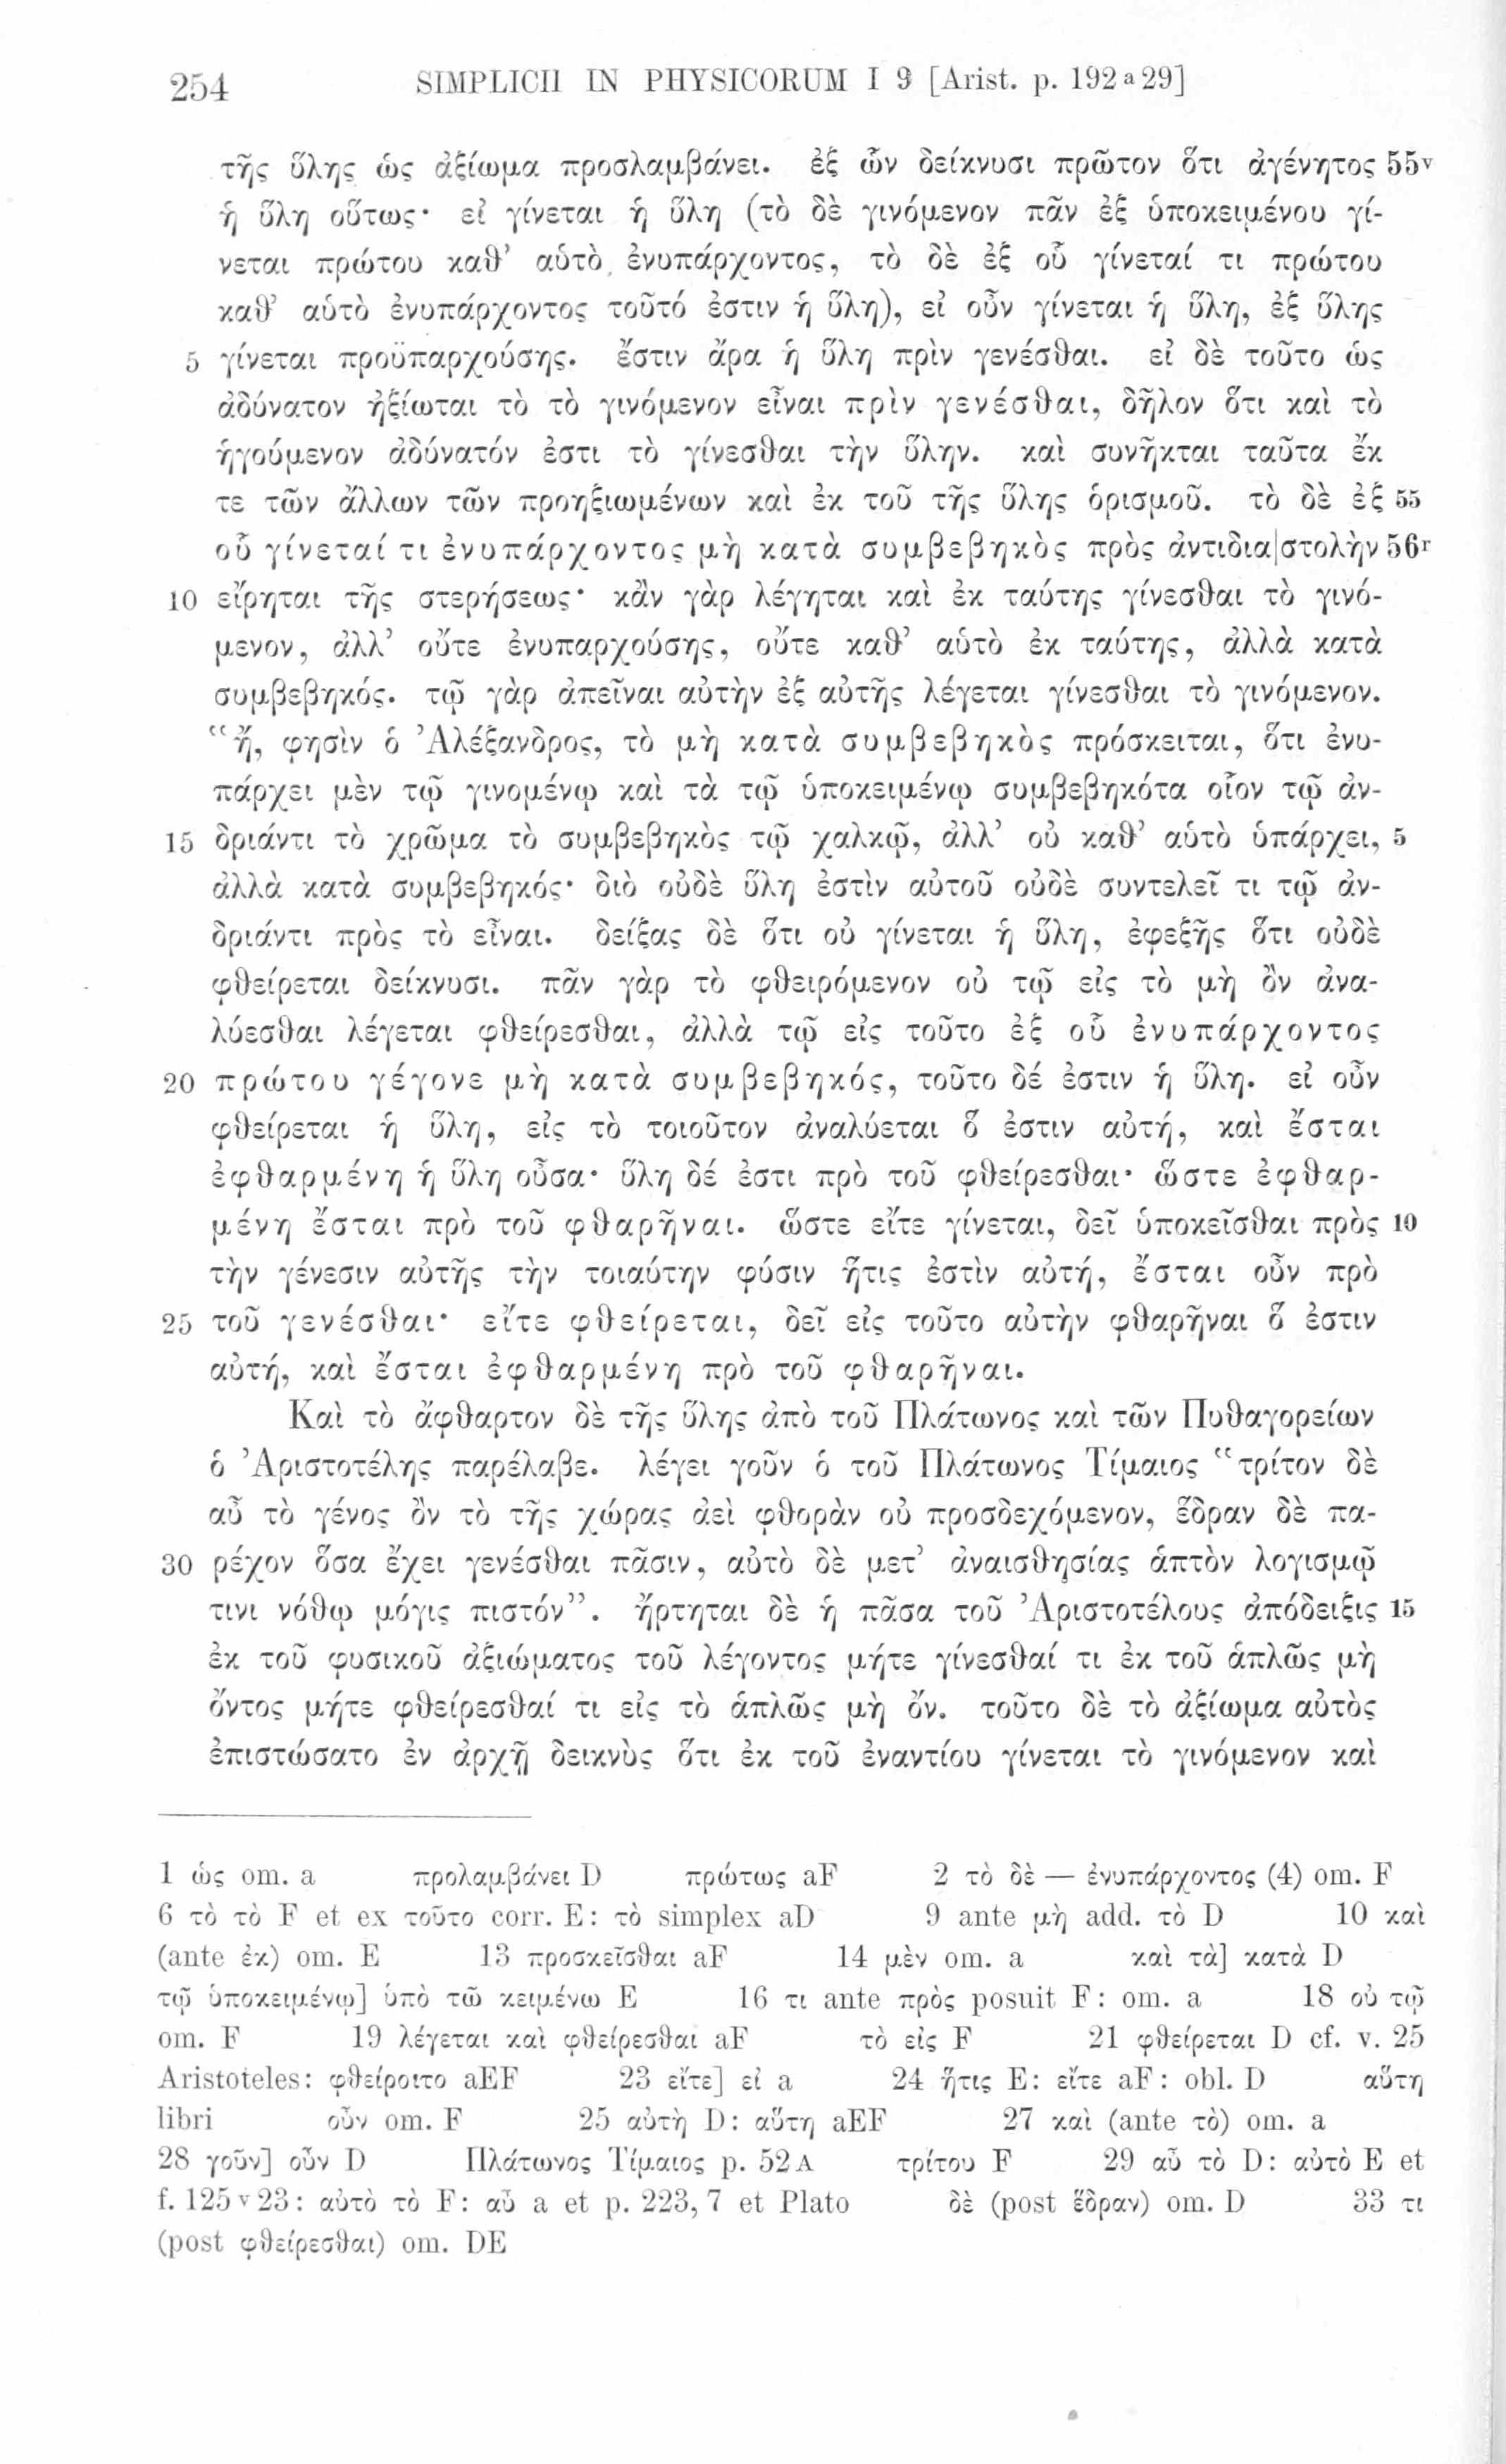 254 SIMPLICII IN PHYSICORUM I 9 [Arist. p. 192 a 29]
τῆς ὕλης ὡς ἀξίωμα προσλαμβάνει. ἐξ ὧν δείκνυσι πρῶτον ὅτι ἀγένητος 55v
ἡ ὕλη οὕτως· εἰ γίνεται ἡ ὕλη (τὸ δὲ γινόμενον πᾶν ἐξ ὑποκειμένου γί-
νεται πρώτου καθ’ αὑτὸ ἐνυπάρχοντος, τὸ δὲ ἐξ οὗ γίνεταί τι πρώτου
καθ’ αὑτὸ ἐνυπάρχοντος τοῦτό ἐστιν ἡ ὕλη), εἰ οὖν γίνεται ἡ ὕλη, ἐξ ὕλης
5 γίνεται προϋπαρχούσης. ἔστιν ἄρα ἡ ὕλη πρὶν γενέσθαι. εἰ δὲ τοῦτο ὡς
ἀδύνατον ἠξίωται τὸ τὸ γινόμενον εἶναι πρὶν γενέσθαι, δῆλον ὅτι καὶ τὸ
ἡγούμενον ἀδύνατόν ἐστι τὸ γίνεσθαι τὴν ὕλην. καὶ συνῆκται ταῦτα ἔκ
τε τῶν ἄλλων τῶν προηξιωμένων καὶ ἐκ τοῦ τῆς ὕλης ὁρισμοῦ. τὸ δὲ ἐξ 55
οὗ γίνεταί τι ἐνυπάρχοντος μὴ κατὰ συμβεβηκὸς πρὸς ἀντιδια|στολὴν 56r
10 εἴρηται τῆς στερήσεως· κἂν γὰρ λέγηται καὶ ἐκ ταύτης γίνεσθαι τὸ γινό-
μενον, ἀλλ’ οὔτε ἐνυπαρχούσης, οὔτε καθ’ αὑτὸ ἐκ ταύτης, ἀλλὰ κατὰ
συμβεβηκός. τῷ γὰρ ἀπεῖναι αὐτὴν ἐξ αὐτῆς λέγεται γίνεσθαι τὸ γινόμενον.
“ἤ, φησὶν ὁ Ἀλέξανδρος, τὸ μὴ κατὰ συμβεβηκὸς πρόσκειται, ὅτι ἐνυ-
πάρχει μὲν τῷ γινομένῳ καὶ τὰ τῷ ὑποκειμένῳ συμβεβηκότα οἷον τῷ ἀν-
15 δριάντι τὸ χρῶμα τὸ συμβεβηκὸς τῷ χαλκῷ, ἀλλ’ οὐ καθ’ αὑτὸ ὑπάρχει, 5
ἀλλὰ κατὰ συμβεβηκός· διὸ οὐδὲ ὕλη ἐστὶν αὐτοῦ οὐδὲ συντελεῖ τι τῷ ἀν-
δριάντι πρὸς τὸ εἶναι. δείξας δὲ ὅτι οὐ γίνεται ἡ ὕλη, ἐφεξῆς ὅτι οὐδὲ
φθείρεται δείκνυσι. πᾶν γὰρ τὸ φθειρόμενον οὐ τῷ εἰς τὸ μὴ ὂν ἀνα-
λύεσθαι λέγεται φθείρεσθαι, ἀλλὰ τῷ εἰς τοῦτο ἐξ οὗ ἐνυπάρχοντος
20 πρώτου γέγονε μὴ κατὰ συμβεβηκός, τοῦτο δέ ἐστιν ἡ ὕλη. εἰ οὖν
φθείρεται ἡ ὕλη, εἰς τὸ τοιοῦτον ἀναλύεται ὅ ἐστιν αὐτή, καὶ ἔσται
ἐφθαρμένη ἡ ὕλη οὖσα· ὕλη δέ ἐστι πρὸ τοῦ φθείρεσθαι· ὥστε ἐφθαρ-
μένη ἔσται πρὸ τοῦ φθαρῆναι. ὥστε εἴτε γίνεται, δεῖ ὑποκεῖσθαι πρὸς 10
τὴν γένεσιν αὐτῆς τὴν τοιαύτην φύσιν ἥτις ἐστὶν αὐτή, ἔσται οὖν πρὸ
25 τοῦ γενέσθαι· εἴτε φθείρεται, δεῖ εἰς τοῦτο αὐτὴν φθαρῆναι ὅ ἐστιν
αὐτή, καὶ ἔσται ἐφθαρμένη πρὸ τοῦ φθαρῆναι.
Καὶ τὸ ἄφθαρτον δὲ τῆς ὕλης ἀπὸ τοῦ Πλάτωνος καὶ τῶν Πυθαγορείων
ὁ Ἀριστοτέλης παρέλαβε. λέγει γοῦν ὁ τοῦ Πλάτωνος Τίμαιος “τρίτον δὲ
αὖ τὸ γένος ὂν τὸ τῆς χώρας ἀεὶ φθορὰν οὐ προσδεχόμενον, ἕδραν δὲ πα-
30 ρέχον ὅσα ἔχει γενέσθαι πᾶσιν, αὐτὸ δὲ μετ’ ἀναισθησίας ἁπτὸν λογισμῷ
τινι νόθῳ μόγις πιστόν”. ἤρτηται δὲ ἡ πᾶσα τοῦ Ἀριστοτέλους ἀπόδειξις 15
ἐκ τοῦ φυσικοῦ ἀξιώματος τοῦ λέγοντος μήτε γίνεσθαί τι ἐκ τοῦ ἁπλῶς μὴ
ὄντος μήτε φθείρεσθαί τι εἰς τὸ ἁπλῶς μὴ ὄν. τοῦτο δὲ τὸ ἀξίωμα αὐτὸς
ἐπιστώσατο ἐν ἀρχῇ δεικνὺς ὅτι ἐκ τοῦ ἐναντίου γίνεται τὸ γινόμενον καὶ
1 ὡς om. a προλαμβάνει D πρώτως aF 2 τὸ δὲ — ἐνυπάρχοντος (4) om. F
6 τὸ τὸ F et ex τοῦτο corr. E: τὸ simplex aD 9 ante μὴ add. τὸ D 10 καὶ
(ante ἐκ) om. E 13 προσκεῖσθαι aF 14 μὲν om. a καὶ τὰ] κατὰ D
τῷ ὑποκειμένῳ] ὑπὸ τῶ κειμένω E 16 τι ante πρὸς posuit F: om. a 18 οὐ τῷ
om. F 19 λέγεται καὶ φθείρεσθαι aF τὸ εἰς F 21 φθείρεται D cf. v. 25
Aristoteles: φθείροιτο aEF 23 εἴτε] εἰ a 24 ἥτις E: εἴτε aF: obl. D αὕτη
libri οὖν om. F 25 αὐτὴ D: αὕτη aEF 27 καὶ (ante τὸ) om. a
28 γοῦν] οὖν D Πλάτωνος Τίμαιος p. 52 A τρίτου F 29 αὖ τὸ D: αὐτὸ E et
f. 125 v 23: αὐτὸ τὸ F: αὖ a et p. 223, 7 et Plato δὲ (post ἕδραν) om. D 33 τι
(post φθείρεσθαι) om. DE